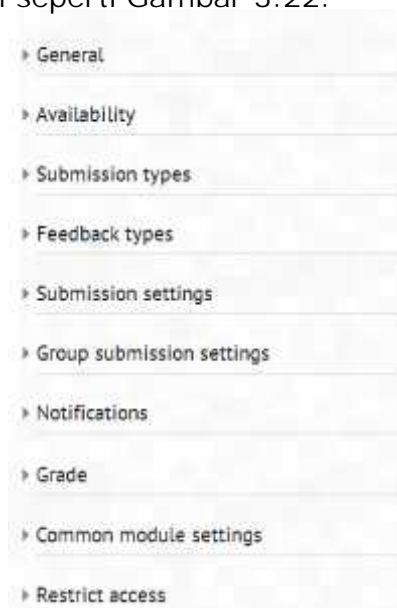 seperti Gambar 3.22.
General
Availability
Submission types
Feedback types
Submission settings
Group submission settings
Notifications
Grade
Common module settings
Restrict access